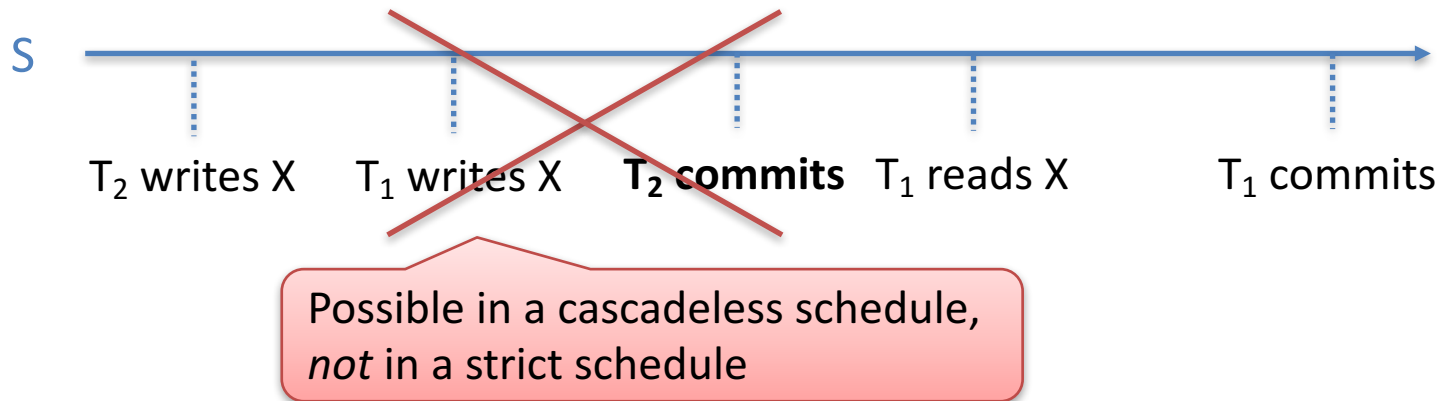 S
T₂ writes X T₁ writes X T₂ commits T₁ reads X T₁ commits
Possible in a cascadeless schedule,
not in a strict schedule